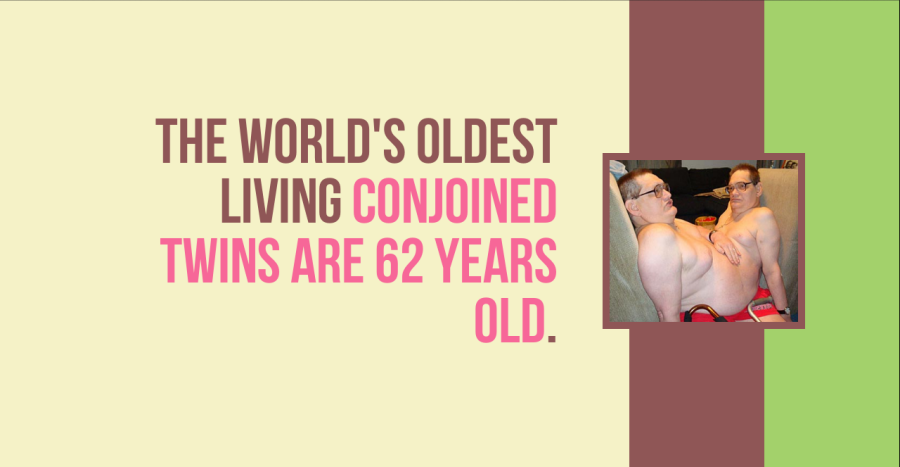 THE WORLD'S OLDEST
LIVING CONJOINED
TWINS ARE 62 YEARS
OLD.